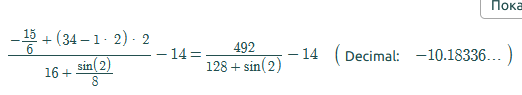 Пока
(-15/6 + (34 − 1 · 2) · 2)/(16 + sin(2)/8) − 14 = 492/(128 + sin(2)) − 14 ( Decimal: −10.18336… )